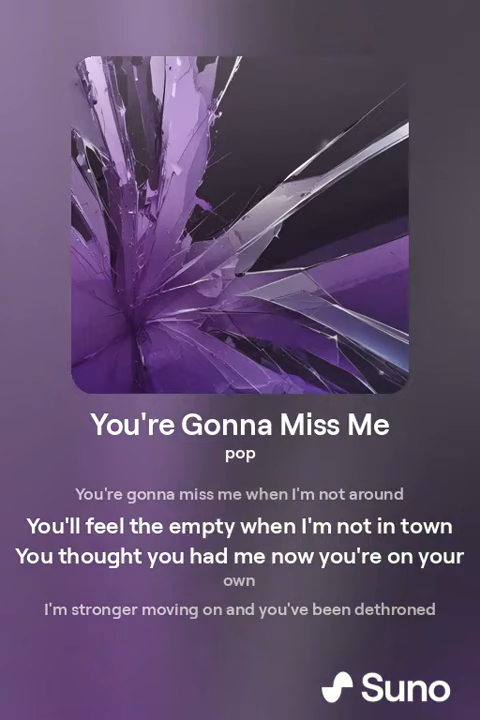 You're Gonna Miss Me
pop
You're gonna miss me when I'm not around
You'll feel the empty when I'm not in town
You thought you had me now you're on your
own
I'm stronger moving on and you've been dethroned
Suno